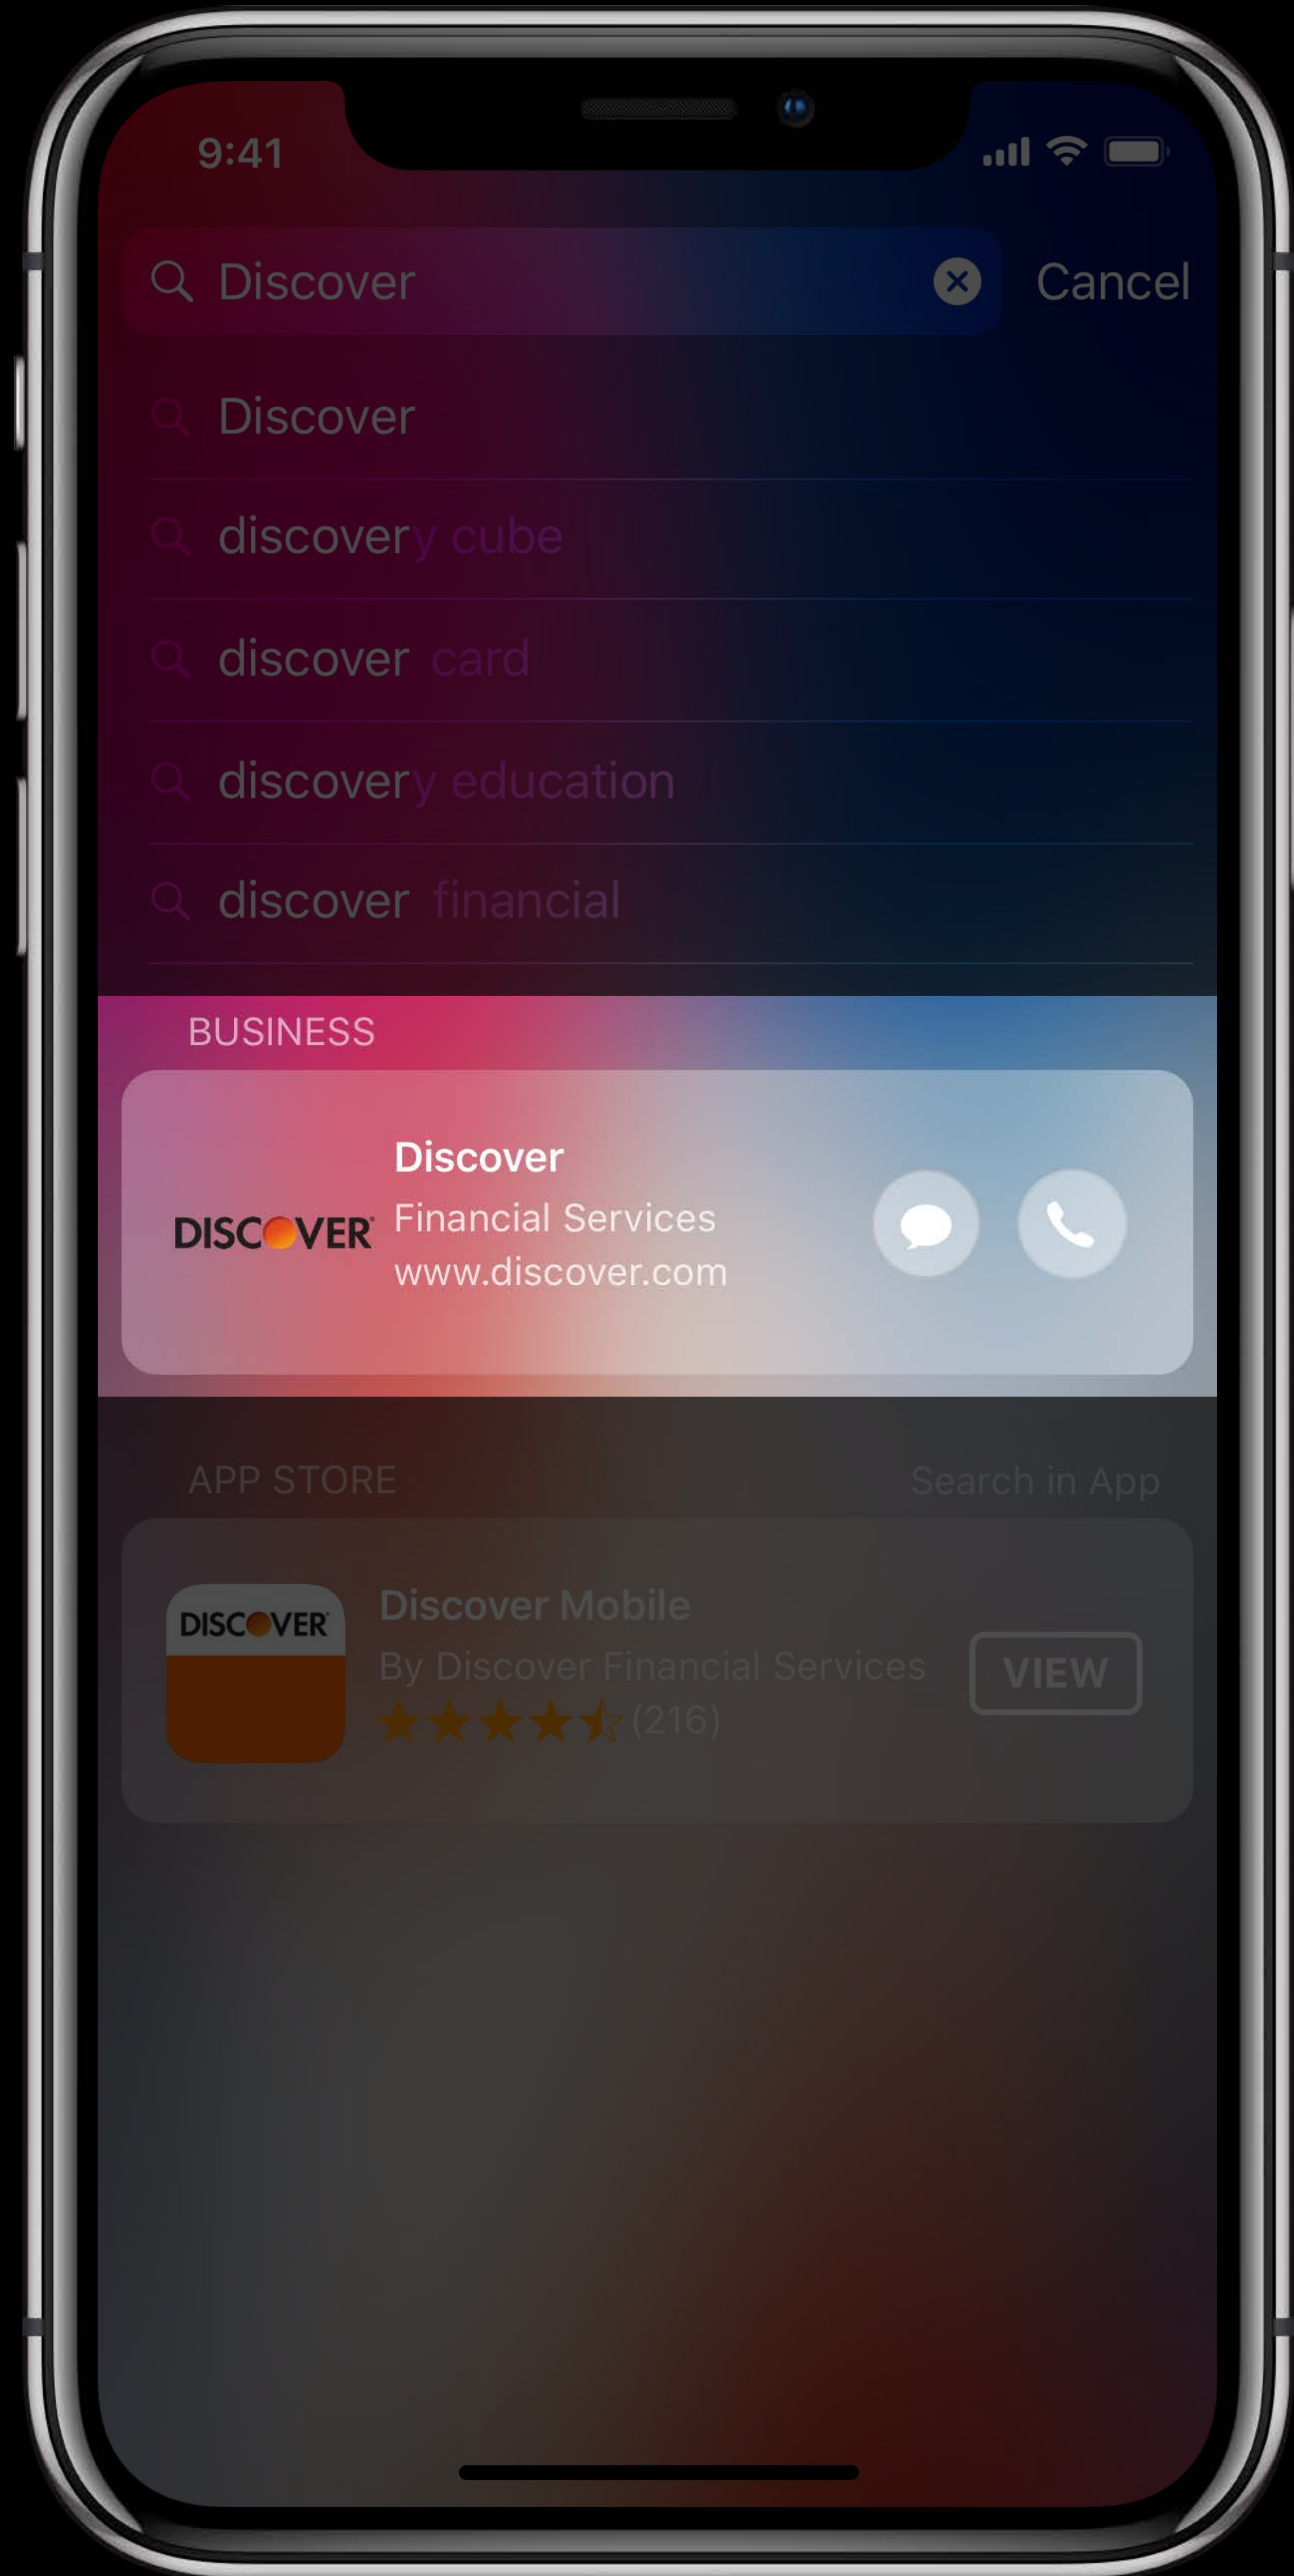 9:41
Discover Cancel
Discover
discovery cube
discover card
discovery education
discover financial
BUSINESS
DISCOVER
Discover
Financial Services
www.discover.com
APP STORE Search in App
DISCOVER
Discover Mobile
By Discover Financial Services
(216)
VIEW